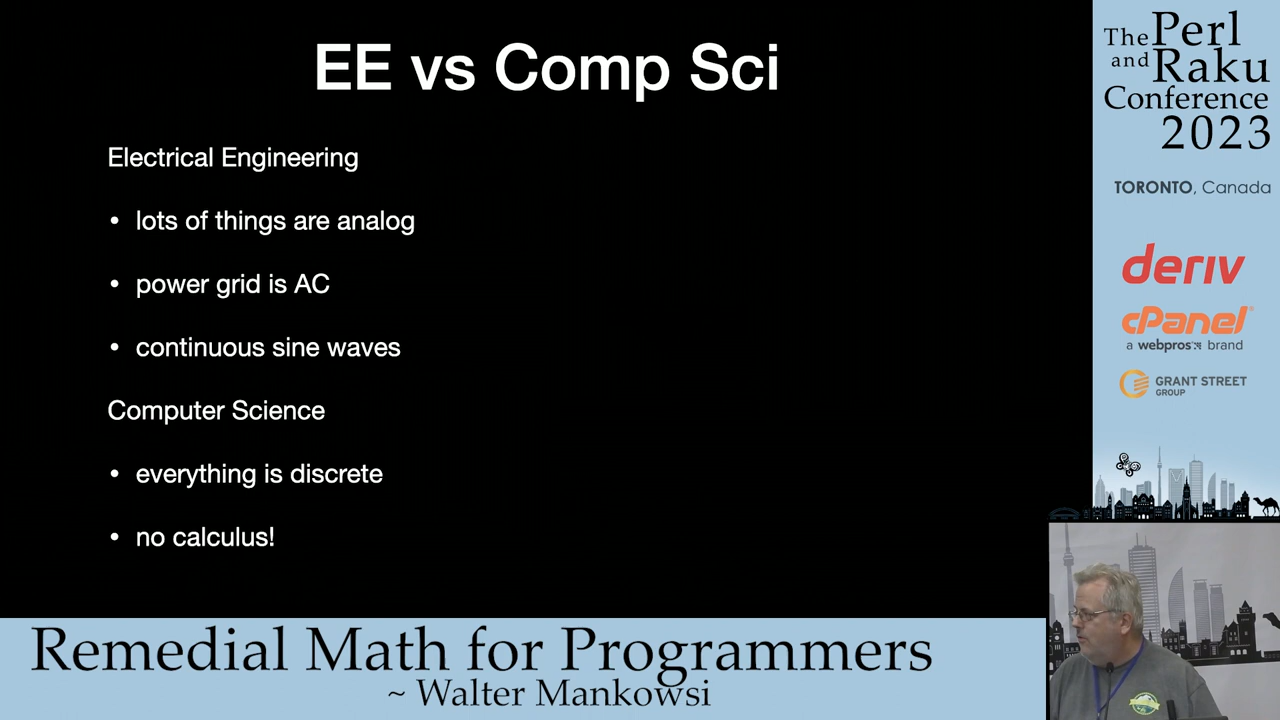 EE vs Comp Sci
Electrical Engineering
• lots of things are analog
• power grid is AC
• continuous sine waves
Computer Science
• everything is discrete
• no calculus!
The Perl
and Raku
Conference
2023
TORONTO, Canada
deriv
cPanel®
a webpros brand
GRANT STREET
GROUP
Remedial Math for Programmers
~ Walter Mankowsi